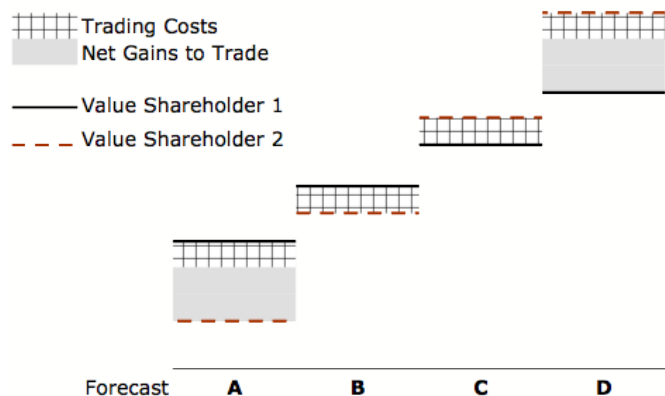 Trading Costs
Net Gains to Trade
Value Shareholder 1
Value Shareholder 2
Forecast A B C D